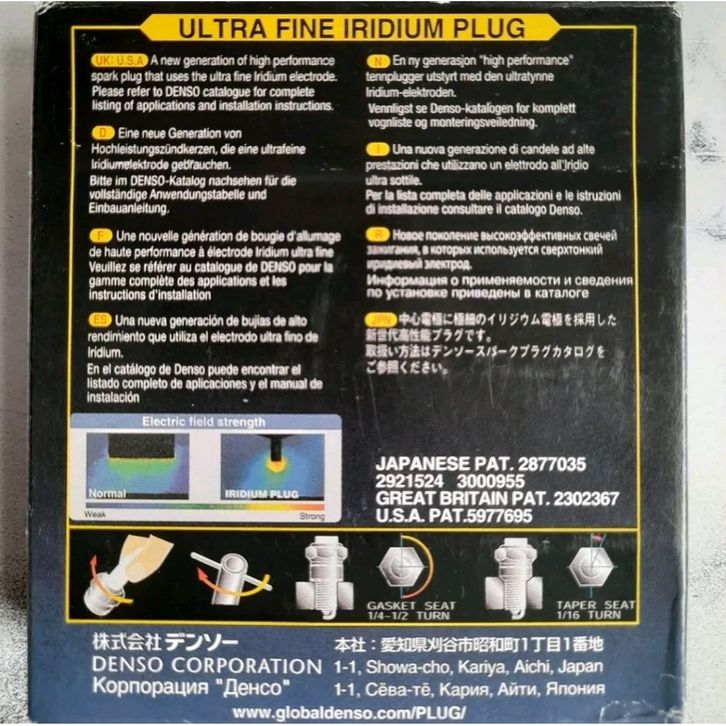 ULTRA FINE IRIDIUM PLUG
UK: U.S.A A new generation of high performance
spark plug that uses the ultra fine Iridium electrode.
Please refer to DENSO catalogue for complete
listing of applications and installation instructions.
D Eine neue Generation von
Hochleistungszündkerzen, die eine ultrafeine
Iridiumelektrode gebrauchen.
Bitte im DENSO-Katalog nachsehen für die
vollständige Anwendungstabelle und
Einbauanleitung.
F Une nouvelle génération de bougie d'allumage
de haute performance à électrode Iridium ultra fine
Veuillez se référer au catalogue de DENSO pour la
gamme complète des applications et les
instructions d'installation
ES Una nueva generación de bujías de alto
rendimiento que utiliza el electrodo ultra fino de
Iridium.
En el catálogo de Denso puede encontrar el
listado completo de aplicaciones y el manual de
instalación
N En ny generasjon "high performance"
tennplugger utstyrt med den ultratynne
Iridium-elektroden.
Vennligst se Denso-katalogen for komplett
vognliste og monteringsveiledning.
I Una nuova generazione di candele ad alte
prestazioni che utilizzano un elettrodo all'Iridio
ultra sottile.
Per la lista completa delle applicazioni e le istruzioni
di installazione consultare il catalogo Denso.
R Новое поколение высокоэффективных свечей
зажигания, в которых используется сверхтонкий
иридиевый электрод.
Информация о применяемости и сведения
по установке приведены в каталоге
JPN 中心電極に極細のイリジウム電極を採用した
新世代高性能プラグです。
取扱い方法はデンソースパークプラグカタログを
ご参照ください。
Electric field strength
Normal
IRIDIUM PLUG
Weak
Strong
JAPANESE PAT. 2877035
2921524 3000955
GREAT BRITAIN PAT. 2302367
U.S.A. PAT.5977695
GASKET SEAT
1/4~1/2 TURN
TAPER SEAT
1/16 TURN
株式会社 デンソー
DENSO CORPORATION
Корпорация "Денсо"
本社：愛知県刈谷市昭和町1丁目1番地
1-1, Showa-cho, Kariya, Aichi, Japan
1-1, Сёва-тё, Кария, Айти, Япония
www.globaldenso.com/PLUG/